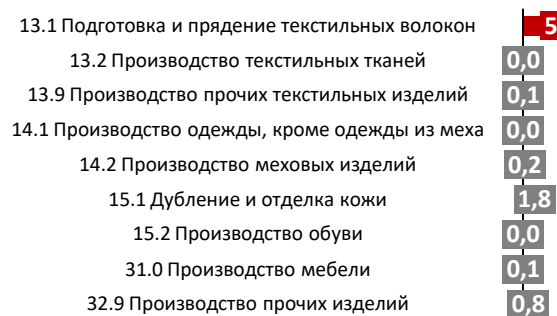 13.1 Подготовка и прядение текстильных волокон 5
13.2 Производство текстильных тканей 0,0
13.9 Производство прочих текстильных изделий 0,1
14.1 Производство одежды, кроме одежды из меха 0,0
14.2 Производство меховых изделий 0,2
15.1 Дубление и отделка кожи 1,8
15.2 Производство обуви 0,0
31.0 Производство мебели 0,1
32.9 Производство прочих изделий 0,8